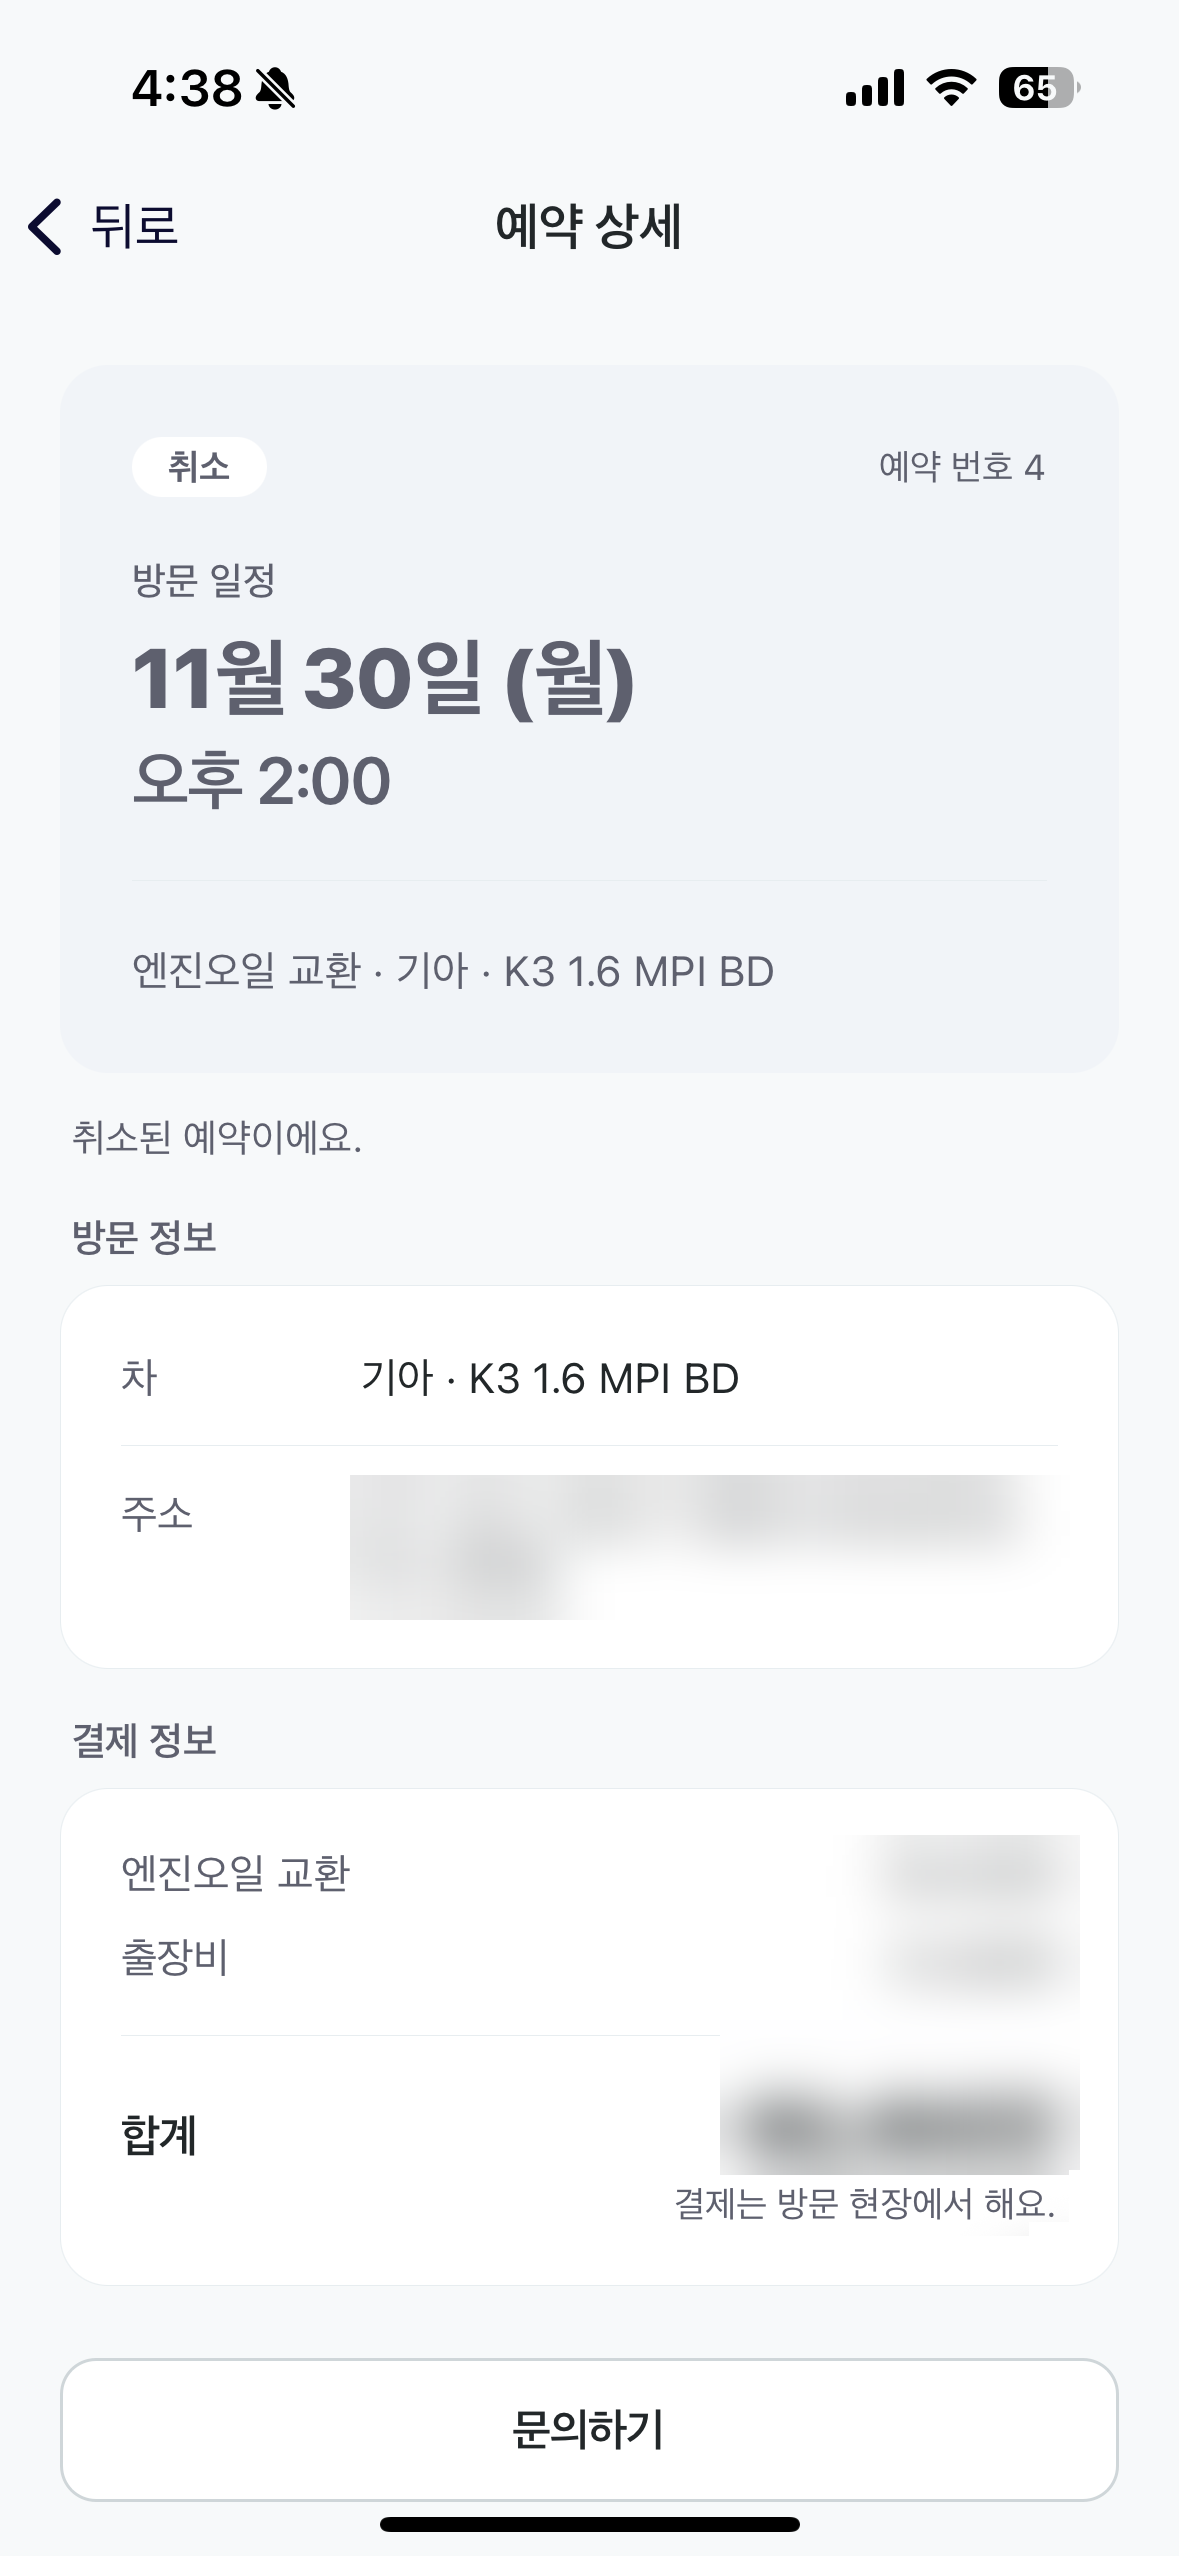 4:38
65
뒤로
예약 상세
취소
예약 번호 4
방문 일정
11월 30일 (월)
오후 2:00
엔진오일 교환 · 기아 · K3 1.6 MPI BD
취소된 예약이에요.
방문 정보
차 기아 · K3 1.6 MPI BD
주소
결제 정보
엔진오일 교환
출장비
합계
결제는 방문 현장에서 해요.
문의하기